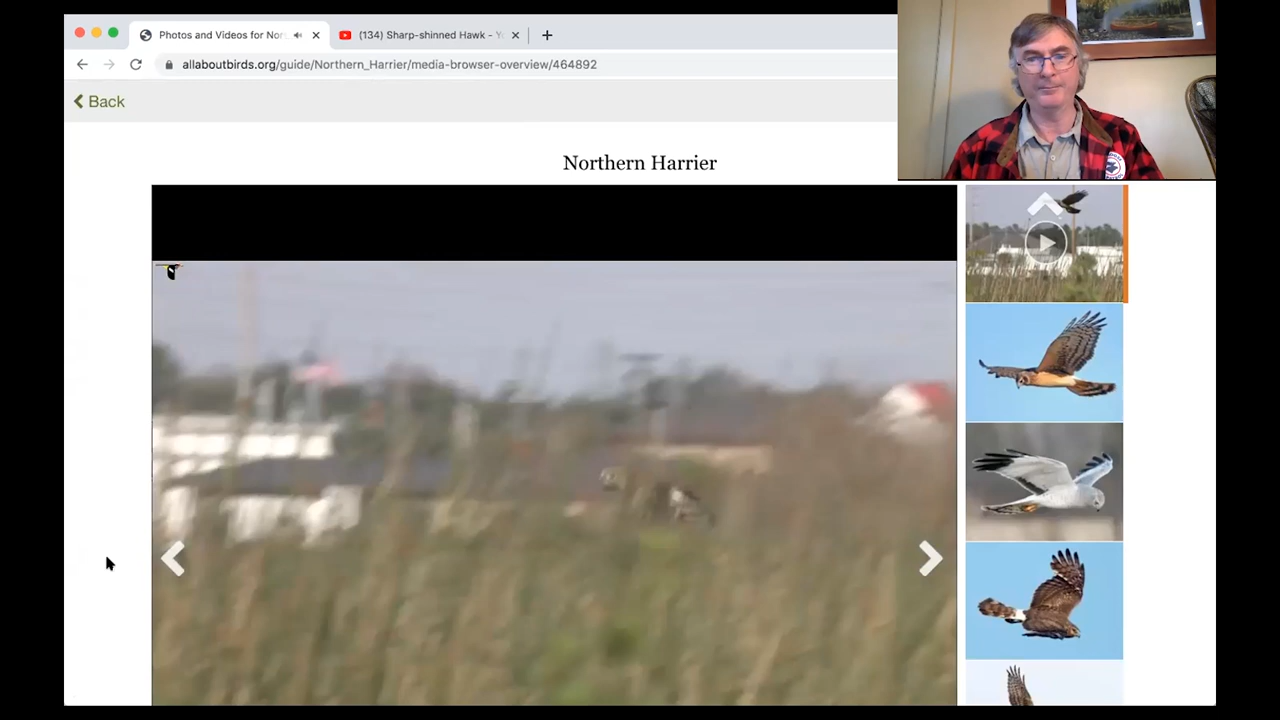 Photos and Videos for Nor
(134) Sharp-shinned Hawk - Y
allaboutbirds.org/guide/Northern_Harrier/media-browser-overview/464892
Back
Northern Harrier